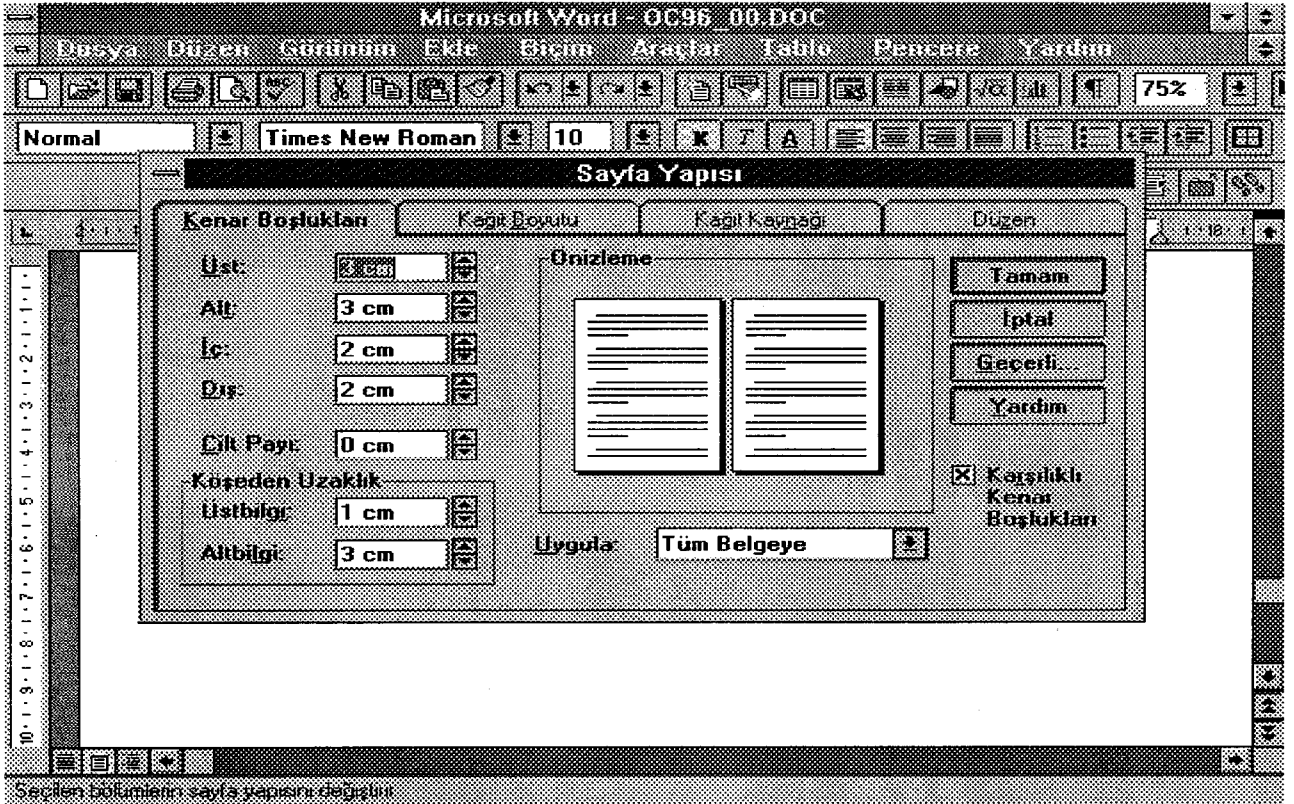 Microsoft Word - OC96_00.DOC
Dosya Düzen Görünüm Ekle Biçim Araçlar Tablo Pencere Yardım
75%
Normal Times New Roman 10 K T A
Sayfa Yapısı
Kenar Boşlukları Kağıt Boyutu Kağıt Kaynağı Düzen
Üst: 3 cm
Alt: 3 cm
İç: 2 cm
Dış: 2 cm
Cilt Payı: 0 cm
Köşeden Uzaklık
Üstbilgi: 1 cm
Altbilgi: 3 cm
Önizleme
Uygula: Tüm Belgeye
Tamam
İptal
Geçerli...
Yardım
Karşılıklı
Kenar
Boşlukları
Seçilen bölümlerin sayfa yapısını değiştirir